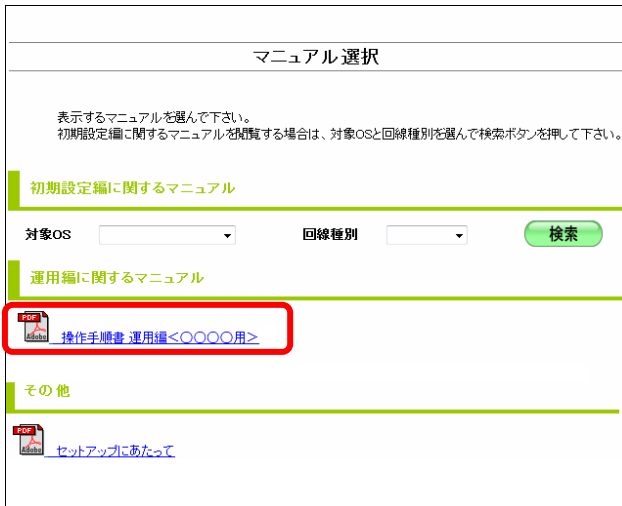 マニュアル選択
表示するマニュアルを選んで下さい。
初期設定編に関するマニュアルを閲覧する場合は、対象OSと回線種別を選んで検索ボタンを押して下さい。
初期設定編に関するマニュアル
対象OS 回線種別 検索
運用編に関するマニュアル
PDF
Adobe 操作手順書 運用編<○○○○用>
その他
PDF
Adobe セットアップにあたって